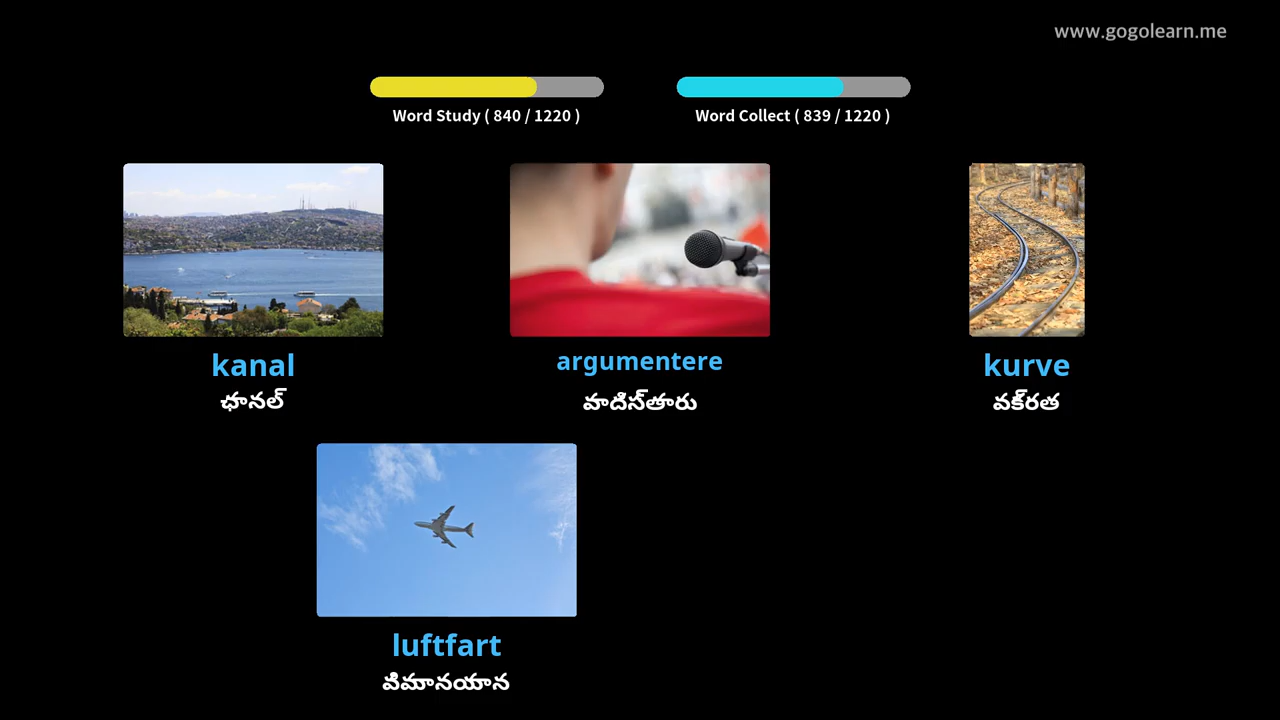 www.gogolearn.me
Word Study ( 840 / 1220 )
Word Collect ( 839 / 1220 )
kanal
argumentere
kurve
ఛానల్
వాదిస్తారు
వక్రత
luftfart
విమానయాన